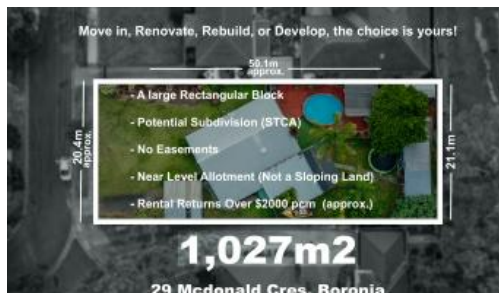 Move in, Renovate, Rebuild, or Develop, the choice is yours!
50.1m
approx.
- A large Rectangular Block
- Potential Subdivision (STCA)
- No Easements
- Near Level Allotment (Not a Sloping Land)
- Rental Returns Over $2000 pcm (approx.)
20.4m
approx.
21.1m
1,027m2
29 Mcdonald Cres, Boronia